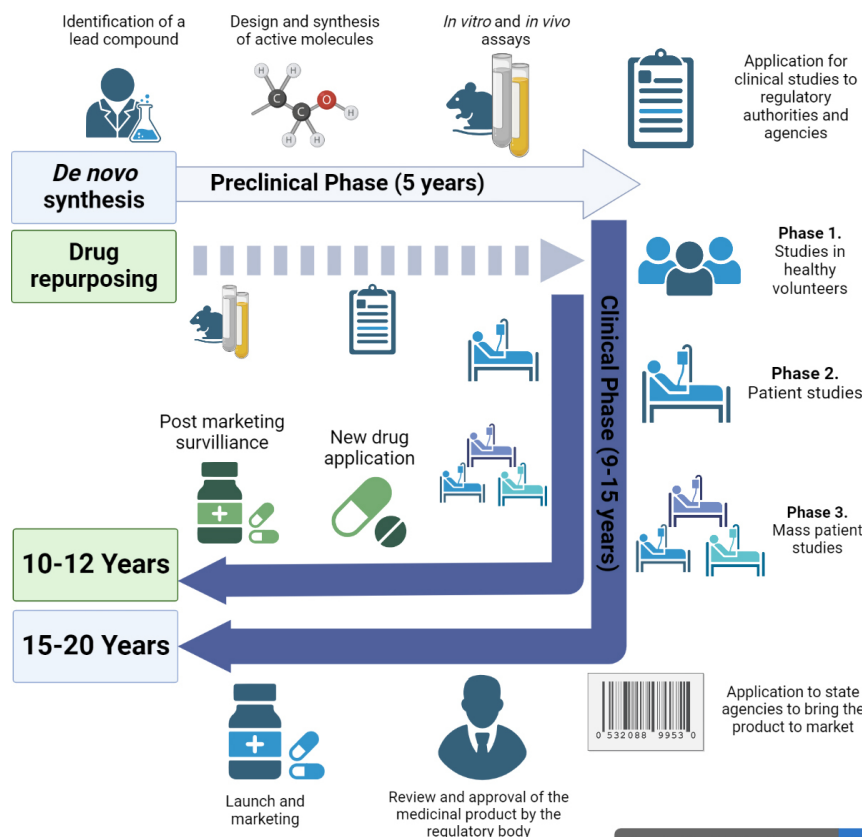 Identification of a
lead compound
Design and synthesis
of active molecules
In vitro and in vivo
assays
Application for
clinical studies to
regulatory
authorities and
agencies
H
H
C
C
O
H
H
H
De novo
synthesis
Preclinical Phase (5 years)
Drug
repurposing
Phase 1.
Studies in
healthy
volunteers
Clinical Phase (9-15 years)
Phase 2.
Patient studies
Post marketing
survilliance
New drug
application
Phase 3.
Mass patient
studies
10-12 Years
15-20 Years
0 532088 9953 0
Application to state
agencies to bring the
product to market
Launch and
marketing
Review and approval of the
medicinal product by the
regulatory body